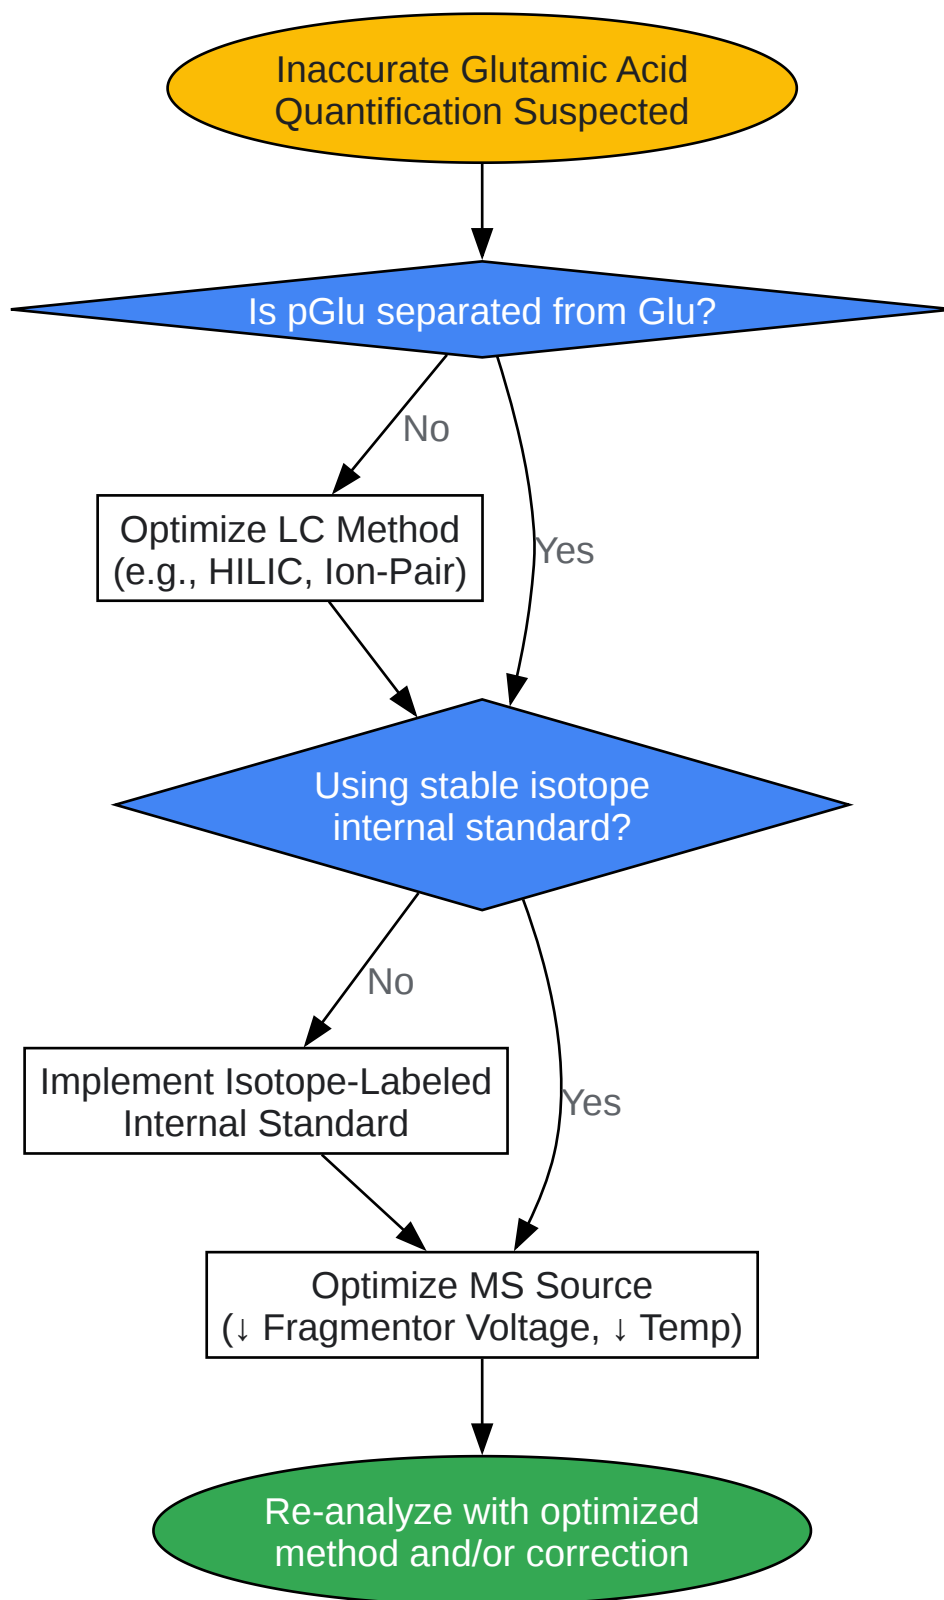 Inaccurate Glutamic Acid
Quantification Suspected
Is pGlu separated from Glu?
No
Optimize LC Method
(e.g., HILIC, Ion-Pair)
Yes
Using stable isotope
internal standard?
No
Implement Isotope-Labeled
Internal Standard
Yes
Optimize MS Source
(↓ Fragmentor Voltage, ↓ Temp)
Re-analyze with optimized
method and/or correction